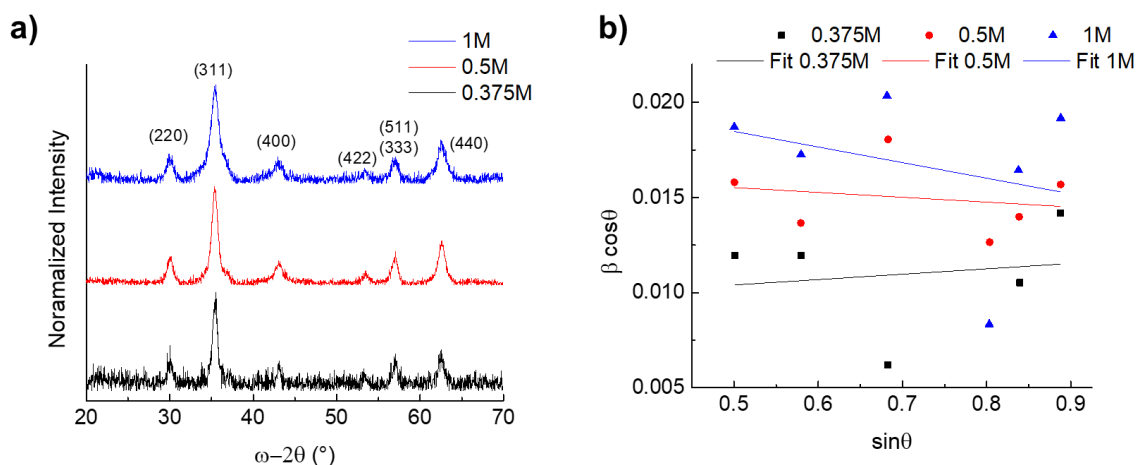 a)
1M
0.5M
0.375M
(311)
(220)
(400)
(422)
(511)
(333)
(440)
Noramalized Intensity
20 30 40 50 60 70
ω−2θ (°)
b)
0.375M 0.5M 1M
Fit 0.375M Fit 0.5M Fit 1M
0.020
0.015
0.010
0.005
β cosθ
0.5 0.6 0.7 0.8 0.9
sinθ